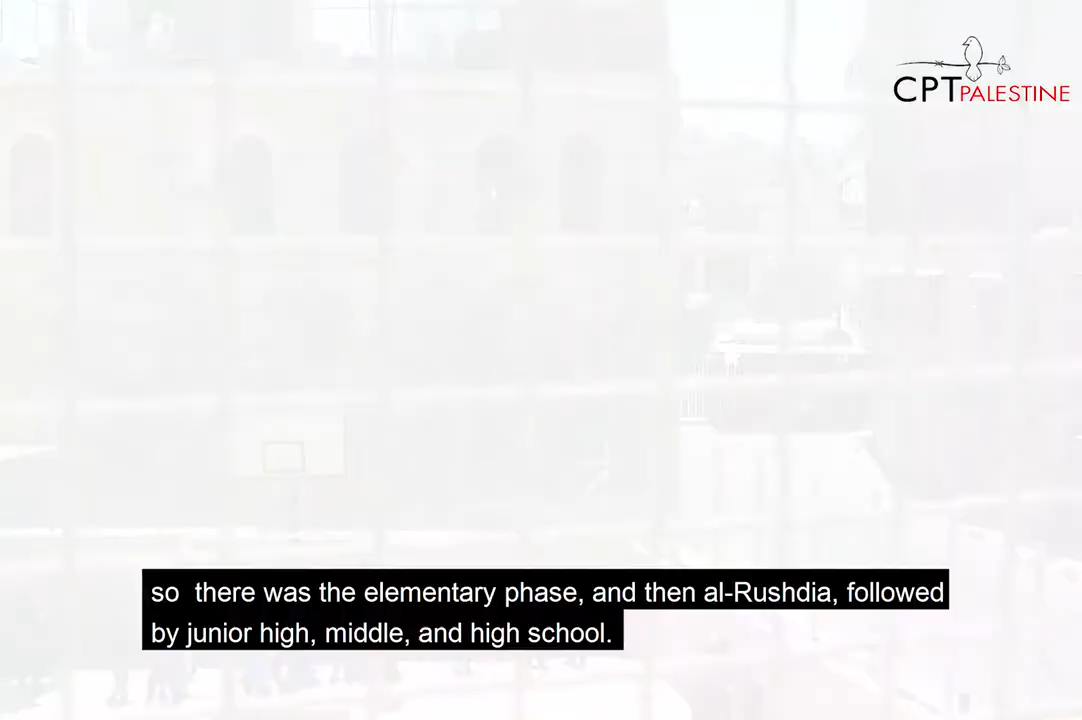 CPTPALESTINE
so  there was the elementary phase, and then al-Rushdia, followed
by junior high, middle, and high school.